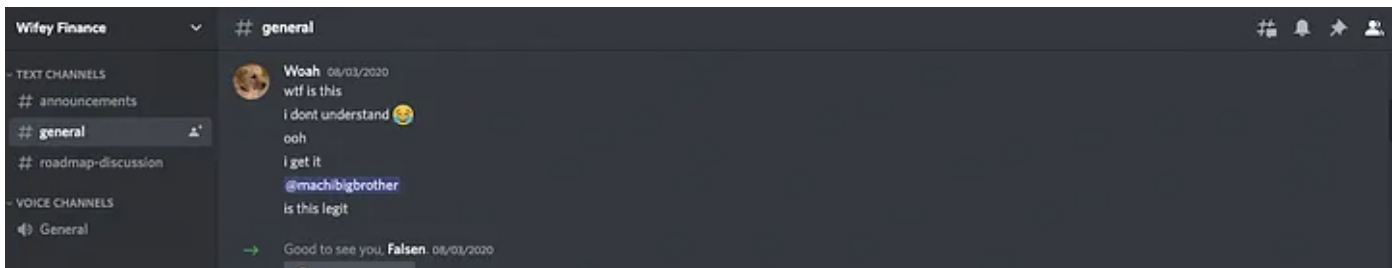 Wifey Finance
TEXT CHANNELS
# announcements
# general
# roadmap-discussion
VOICE CHANNELS
General
# general
Woah 08/03/2020
wtf is this
i dont understand 😂
ooh
i get it
@machibigbrother
is this legit
Good to see you, Falsen. 08/03/2020